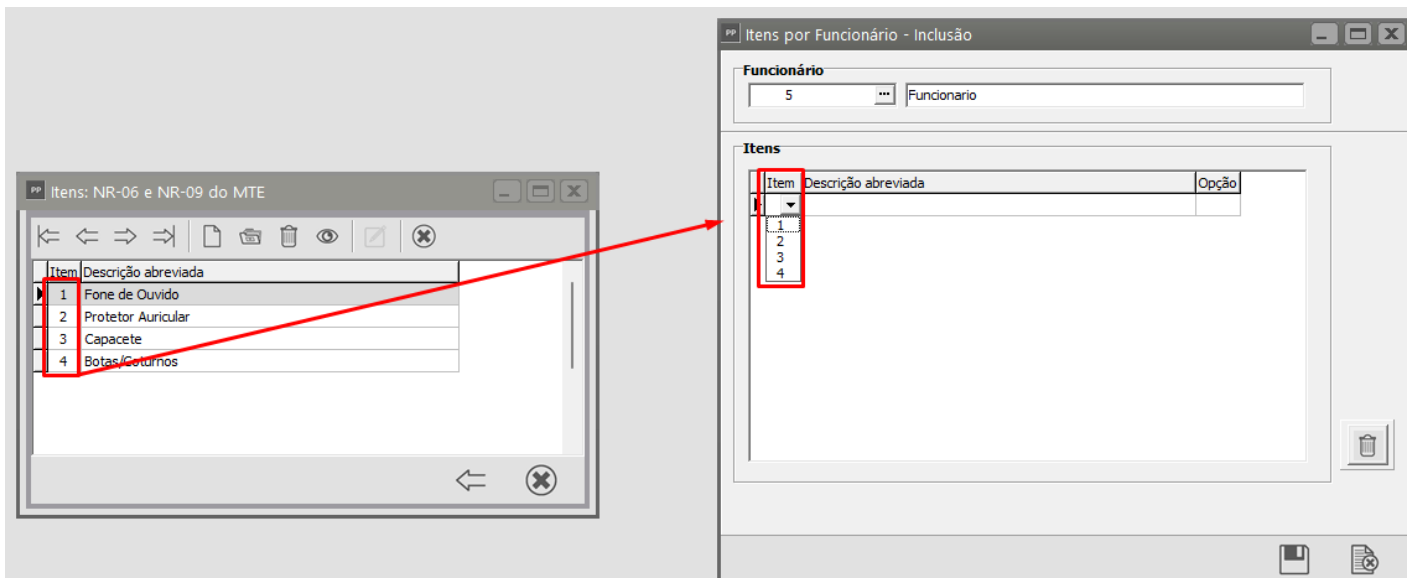 PP Itens: NR-06 e NR-09 do MTE
Item Descrição abreviada
1 Fone de Ouvido
2 Protetor Auricular
3 Capacete
4 Botas/Coturnos
PP Itens por Funcionário - Inclusão
Funcionário
5 ... Funcionario
Itens
Item Descrição abreviada Opção
1
2
3
4